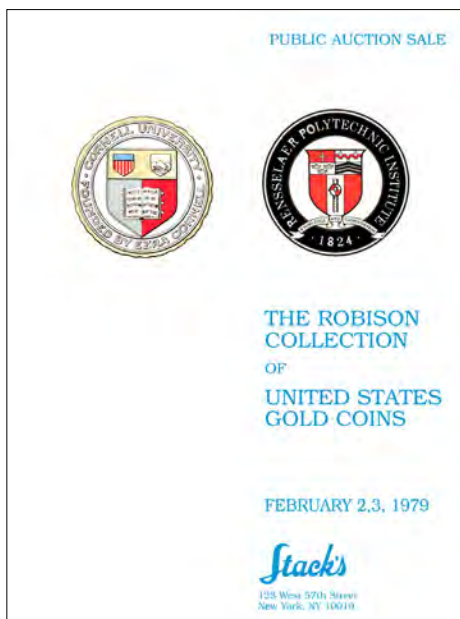 PUBLIC AUCTION SALE
CORNELL UNIVERSITY
FOUNDED BY EZRA CORNELL
RENSSELAER POLYTECHNIC INSTITUTE
1824
THE ROBISON
COLLECTION
OF
UNITED STATES
GOLD COINS
FEBRUARY 2,3, 1979
Stack's
123 West 57th Street
New York, NY 10019